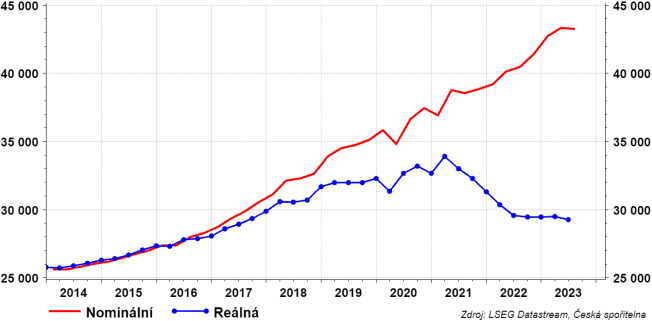 45 000 45 000
40 000 40 000
35 000 35 000
30 000 30 000
25 000 25 000
2014 2015 2016 2017 2018 2019 2020 2021 2022 2023
Nominální Reálná
Zdroj: LSEG Datastream, Česká spořitelna